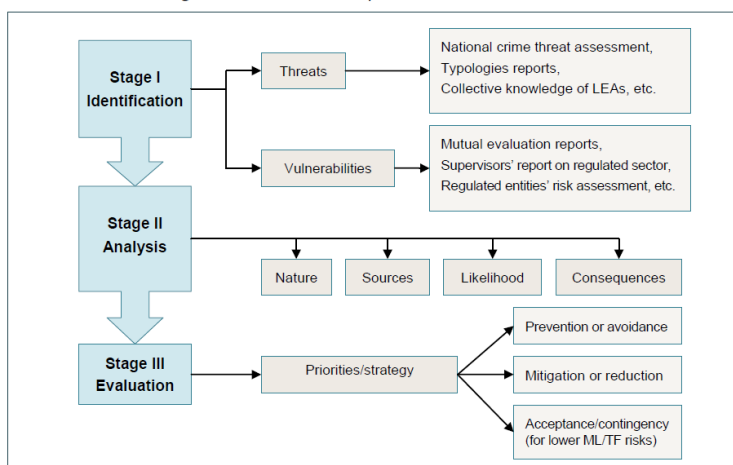 Stage I
Identification
Threats
National crime threat assessment,
Typologies reports,
Collective knowledge of LEAs, etc.
Vulnerabilities
Mutual evaluation reports,
Supervisors' report on regulated sector,
Regulated entities' risk assessment, etc.
Stage II
Analysis
Nature
Sources
Likelihood
Consequences
Stage III
Evaluation
Priorities/strategy
Prevention or avoidance
Mitigation or reduction
Acceptance/contingency
(for lower ML/TF risks)